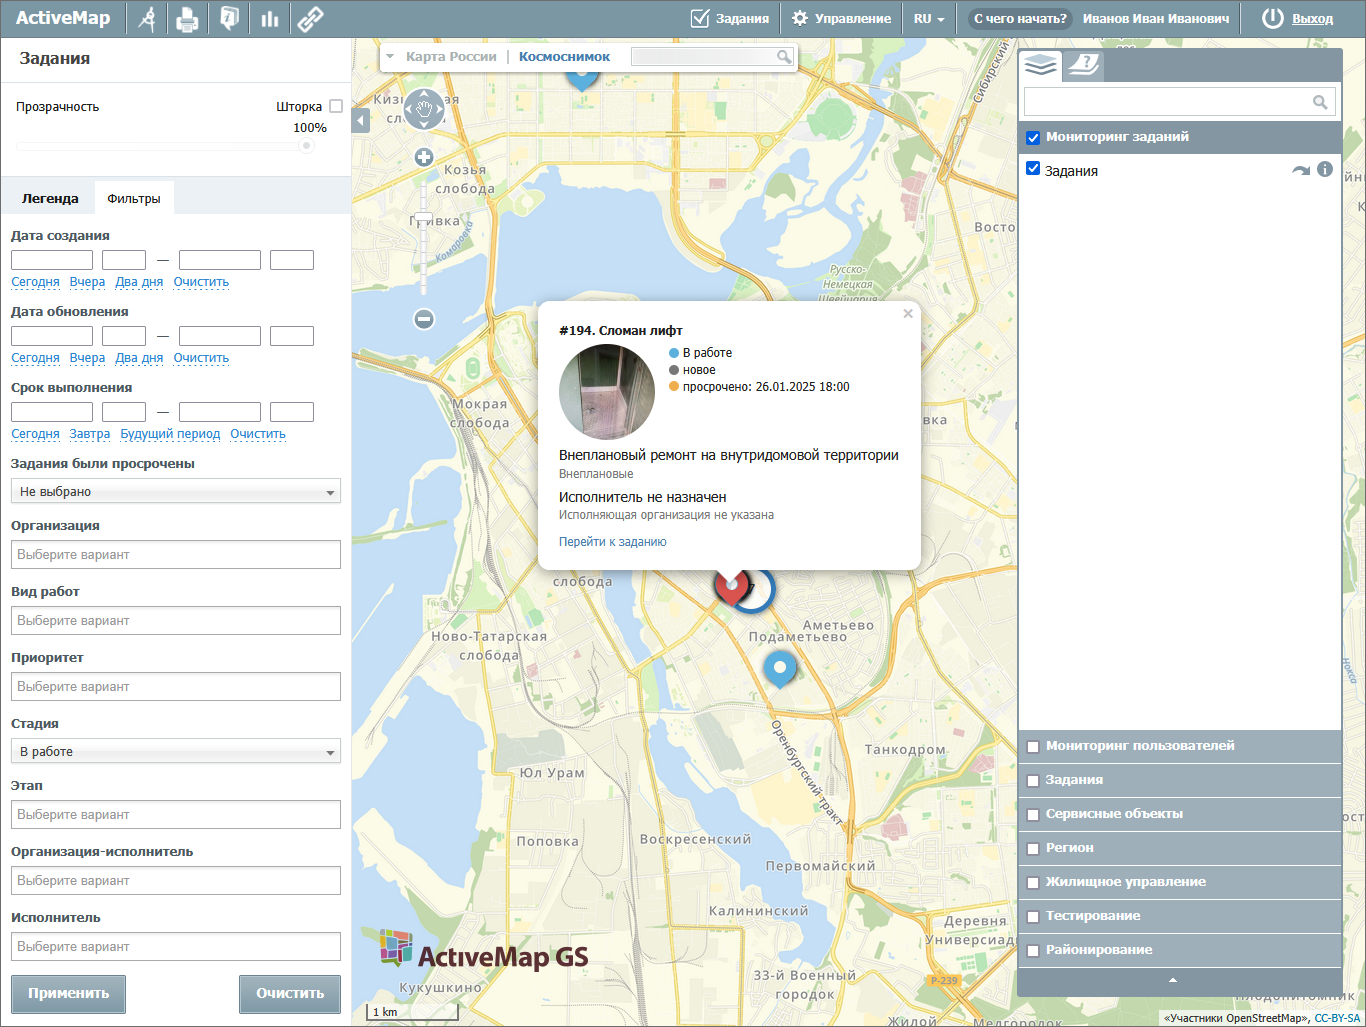 ActiveMap
Задания
Управление
RU
С чего начать?
Иванов Иван Иванович
Выход
Задания
Прозрачность
Шторка
100%
Легенда
Фильтры
Дата создания
—
Сегодня Вчера Два дня Очистить
Дата обновления
—
Сегодня Вчера Два дня Очистить
Срок выполнения
—
Сегодня Завтра Будущий период Очистить
Задания были просрочены
Не выбрано
Организация
Выберите вариант
Вид работ
Выберите вариант
Приоритет
Выберите вариант
Стадия
В работе
Этап
Выберите вариант
Организация-исполнитель
Выберите вариант
Исполнитель
Выберите вариант
Применить
Очистить
Карта России | Космоснимок
Козья
слобода
Гривка
Комаровка
Сибирский
Восто
Русско-
Немецкая
Швейцария
Мокрая
слобода
#194. Сломан лифт
В работе
новое
просрочено: 26.01.2025 18:00
Внеплановый ремонт на внутридомовой территории
Внеплановые
Исполнитель не назначен
Исполняющая организация не указана
Перейти к заданию
слобода
Ново-Татарская
слобода
Аметьево
Подаметьево
Оренбургский тракт
Танкодром
Юл Урам
Поповка
Воскресенский
Первомайский
Калининский
Деревня
Универсиад
Р-239
33-й Военный
городок
Кукушкино
Жилой
Медгородок
Нокса
ActiveMap GS
1 km
Мониторинг заданий
Задания
Мониторинг пользователей
Задания
Сервисные объекты
Регион
Жилищное управление
Тестирование
Районирование
«Участники OpenStreetMap», CC-BY-SA